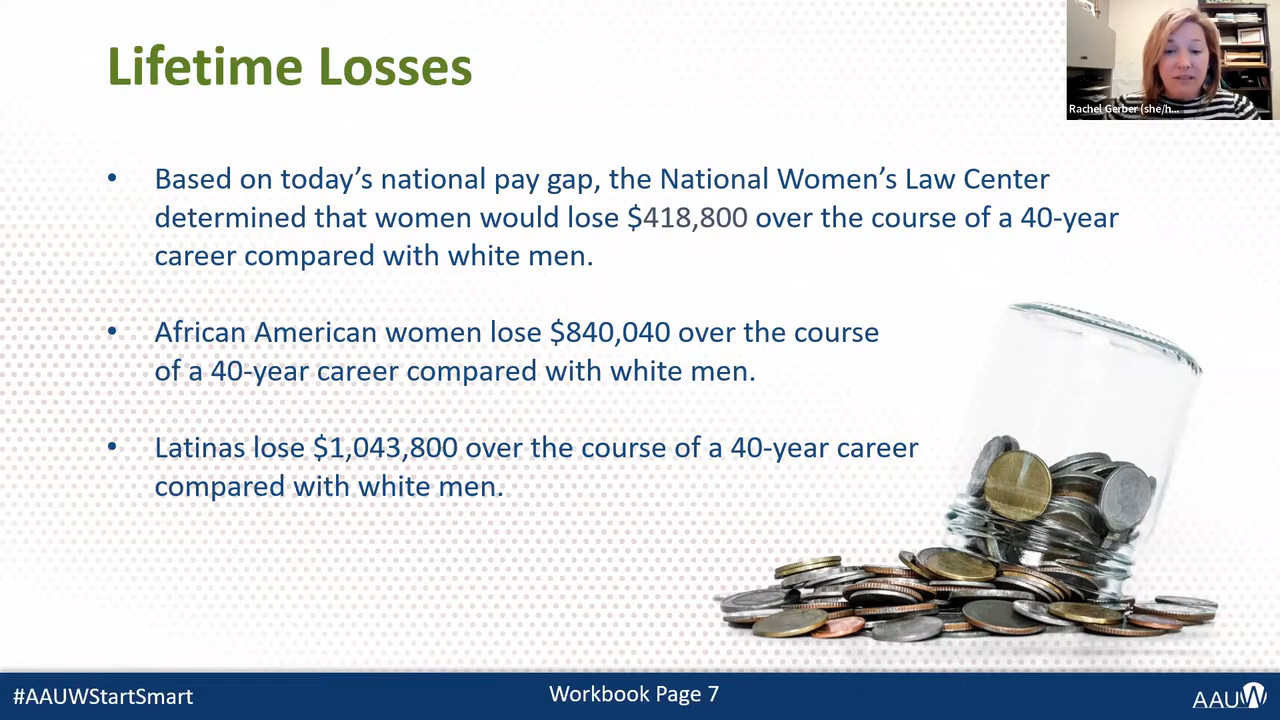 Lifetime Losses
Rachel Gerber (she/h...
• Based on today’s national pay gap, the National Women’s Law Center
determined that women would lose $418,800 over the course of a 40-year
career compared with white men.
• African American women lose $840,040 over the course
of a 40-year career compared with white men.
• Latinas lose $1,043,800 over the course of a 40-year career
compared with white men.
#AAUWStartSmart
Workbook Page 7
AAUW